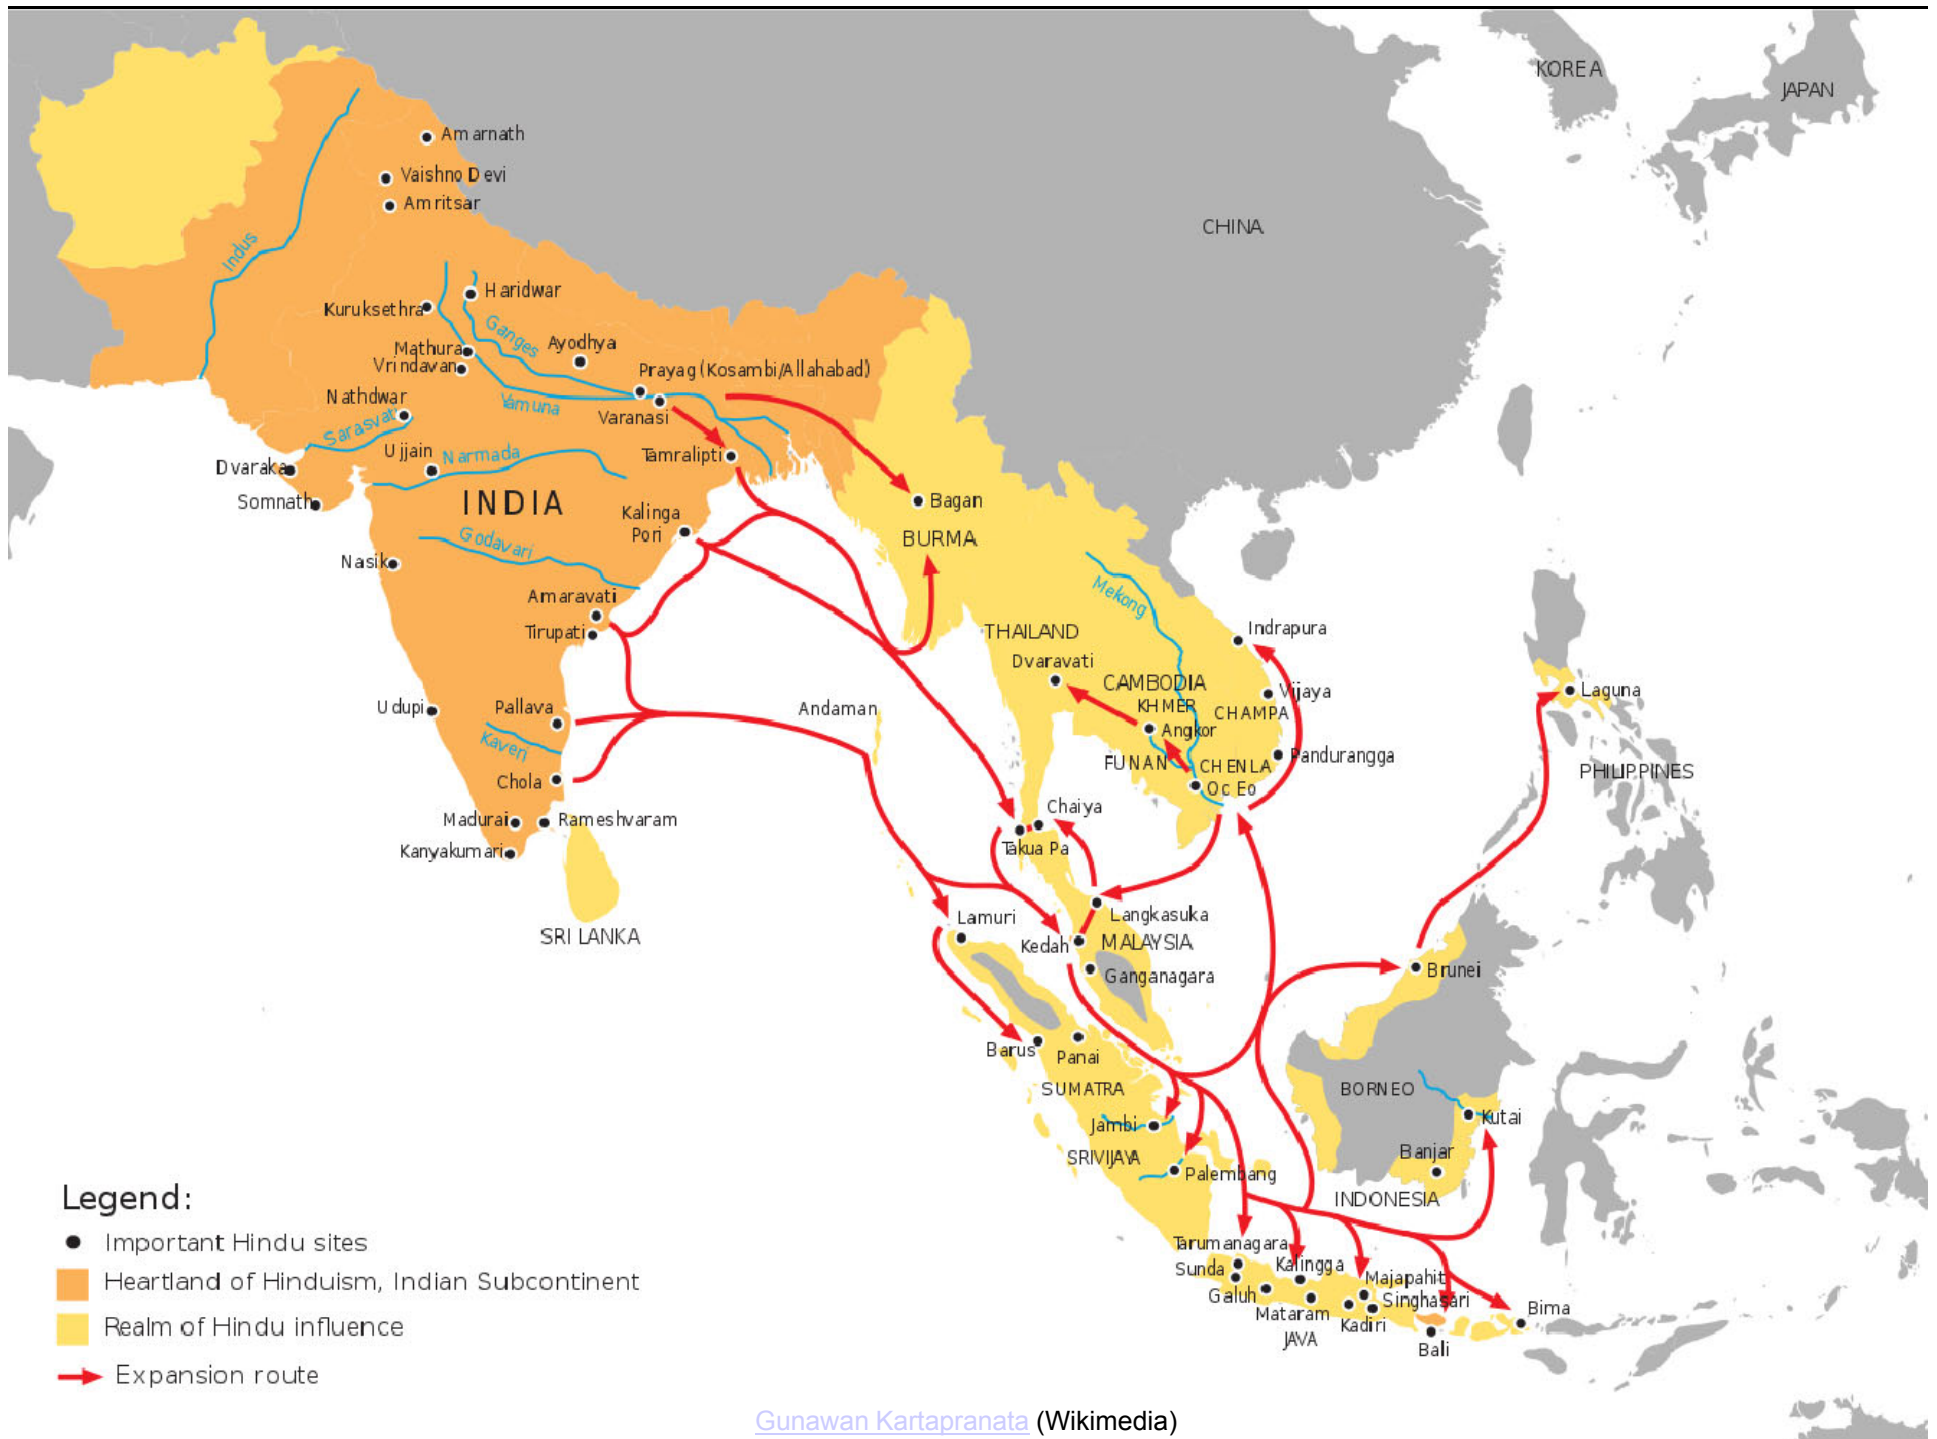 KOREA
JAPAN
CHINA
Amarnath
Vaishno Devi
Amritsar
Indus
Haridwar
Kuruksethra
Ganges
Ayodhya
Mathura
Vrindavan
Prayag (Kosambi/Allahabad)
Nathdwar
Yamuna
Varanasi
Sarasvati
Ujjain
Narmada
Tamralipti
Dvaraka
Somnath
INDIA
Kalinga
Pori
Bagan
BURMA
Godavari
Nasik
Mekong
Amaravati
Tirupati
THAILAND
Indrapura
Dvaravati
CAMBODIA
KHMER
Vijaya
CHAMPA
Laguna
Udupi
Pallava
Andaman
Angkor
Kaveri
FUNAN
CHENLA
Pandurangga
PHILIPPINES
Chola
Oc Eo
Chaiya
Madurai
Rameshvaram
Takua Pa
Kanyakumari
SRI LANKA
Lamuri
Langkasuka
Kedah
MALAYSIA
Ganganagara
Brunei
Barus
Panai
SUMATRA
BORNEO
Jambi
Kutai
SRIVIJAYA
Palembang
Banjar
INDONESIA
Tarumanagara
Sunda
Kalingga
Galuh
Majapahit
Singhasari
Mataram
Kadiri
JAVA
Bima
Bali
Legend:
Important Hindu sites
Heartland of Hinduism, Indian Subcontinent
Realm of Hindu influence
Expansion route
Gunawan Kartapranata (Wikimedia)